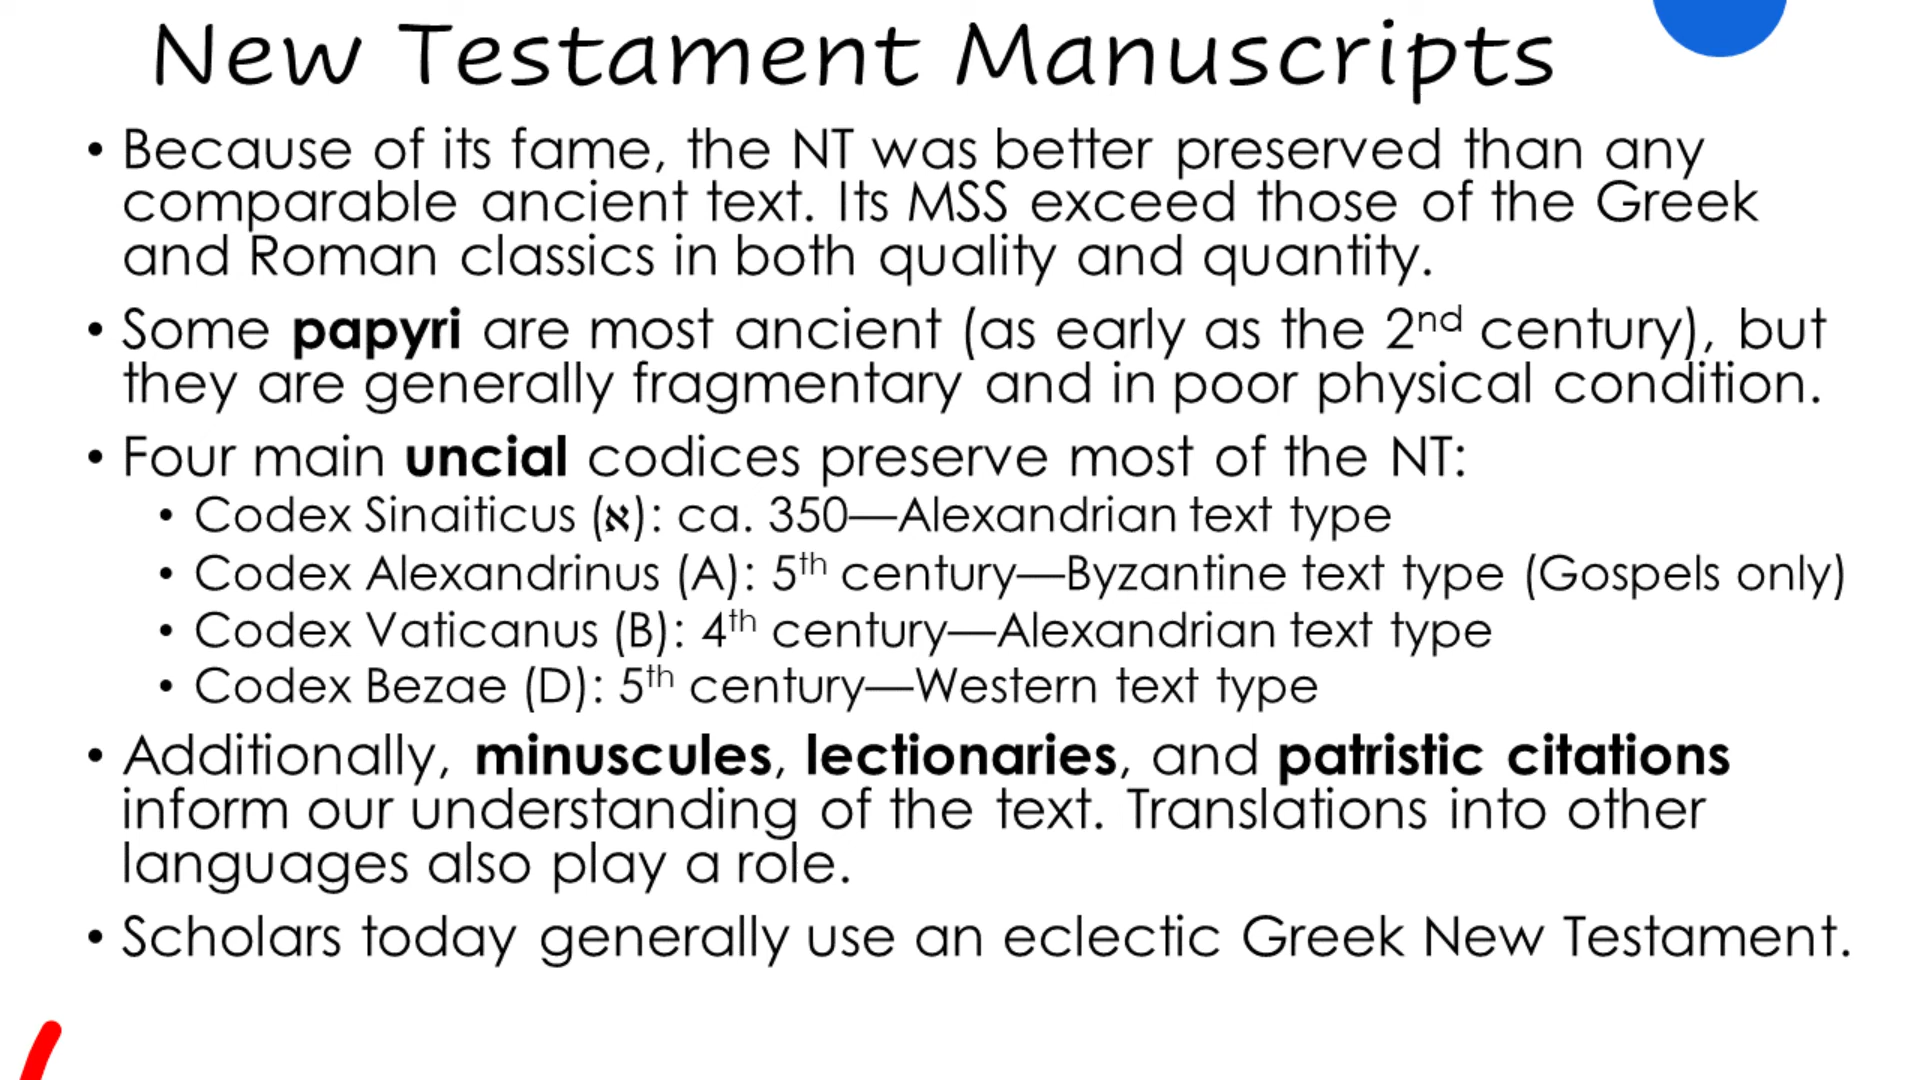 New Testament Manuscripts
• Because of its fame, the NT was better preserved than any
comparable ancient text. Its MSS exceed those of the Greek
and Roman classics in both quality and quantity.
• Some papyri are most ancient (as early as the 2nd century), but
they are generally fragmentary and in poor physical condition.
• Four main uncial codices preserve most of the NT:
• Codex Sinaiticus (א): ca. 350—Alexandrian text type
• Codex Alexandrinus (A): 5th century—Byzantine text type (Gospels only)
• Codex Vaticanus (B): 4th century—Alexandrian text type
• Codex Bezae (D): 5th century—Western text type
• Additionally, minuscules, lectionaries, and patristic citations
inform our understanding of the text. Translations into other
languages also play a role.
• Scholars today generally use an eclectic Greek New Testament.